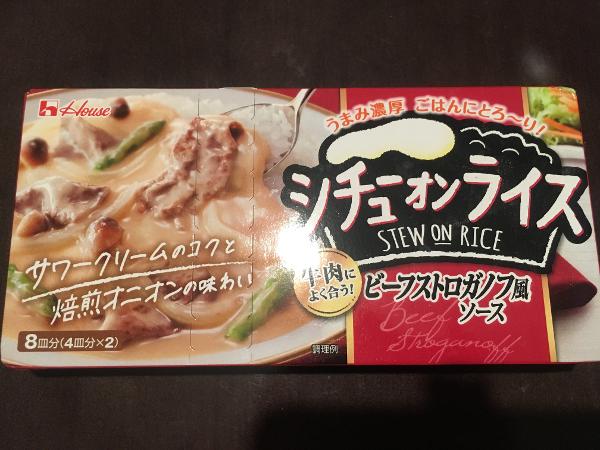 House
うまみ濃厚 ごはんにとろ〜り!
シチューオンライス
STEW ON RICE
サワークリームのコクと
焙煎オニオンの味わい
牛肉に
よく合う!
ビーフストロガノフ風
ソース
Beef
Stroganoff
8皿分(4皿分×2)
調理例